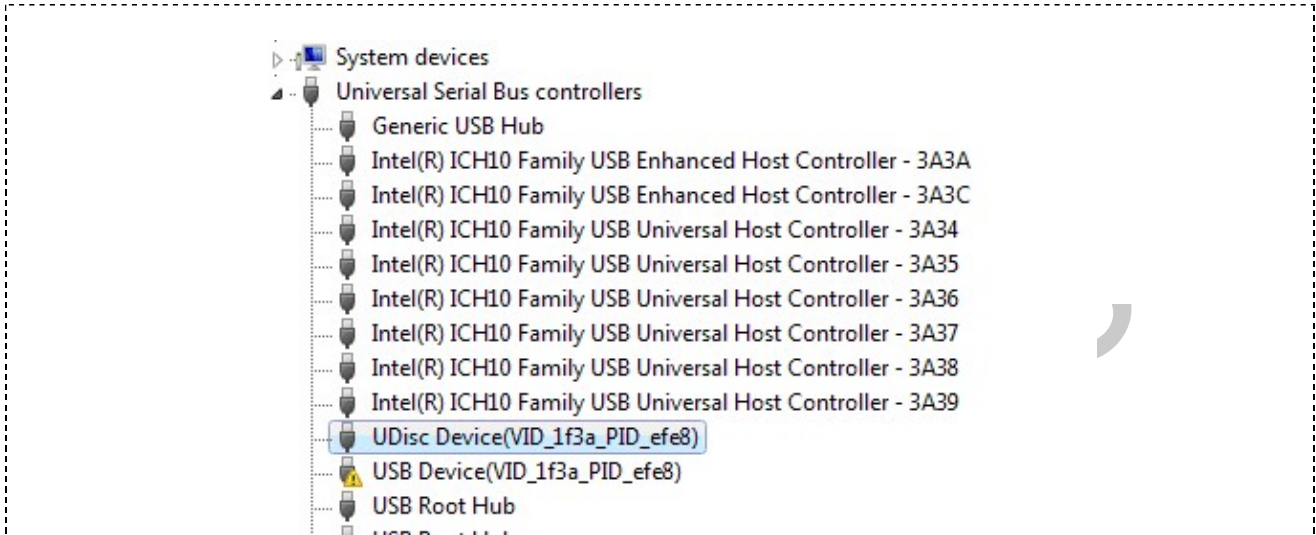 System devices
Universal Serial Bus controllers
Generic USB Hub
Intel(R) ICH10 Family USB Enhanced Host Controller - 3A3A
Intel(R) ICH10 Family USB Enhanced Host Controller - 3A3C
Intel(R) ICH10 Family USB Universal Host Controller - 3A34
Intel(R) ICH10 Family USB Universal Host Controller - 3A35
Intel(R) ICH10 Family USB Universal Host Controller - 3A36
Intel(R) ICH10 Family USB Universal Host Controller - 3A37
Intel(R) ICH10 Family USB Universal Host Controller - 3A38
Intel(R) ICH10 Family USB Universal Host Controller - 3A39
UDisc Device(VID_1f3a_PID_efe8)
USB Device(VID_1f3a_PID_efe8)
USB Root Hub